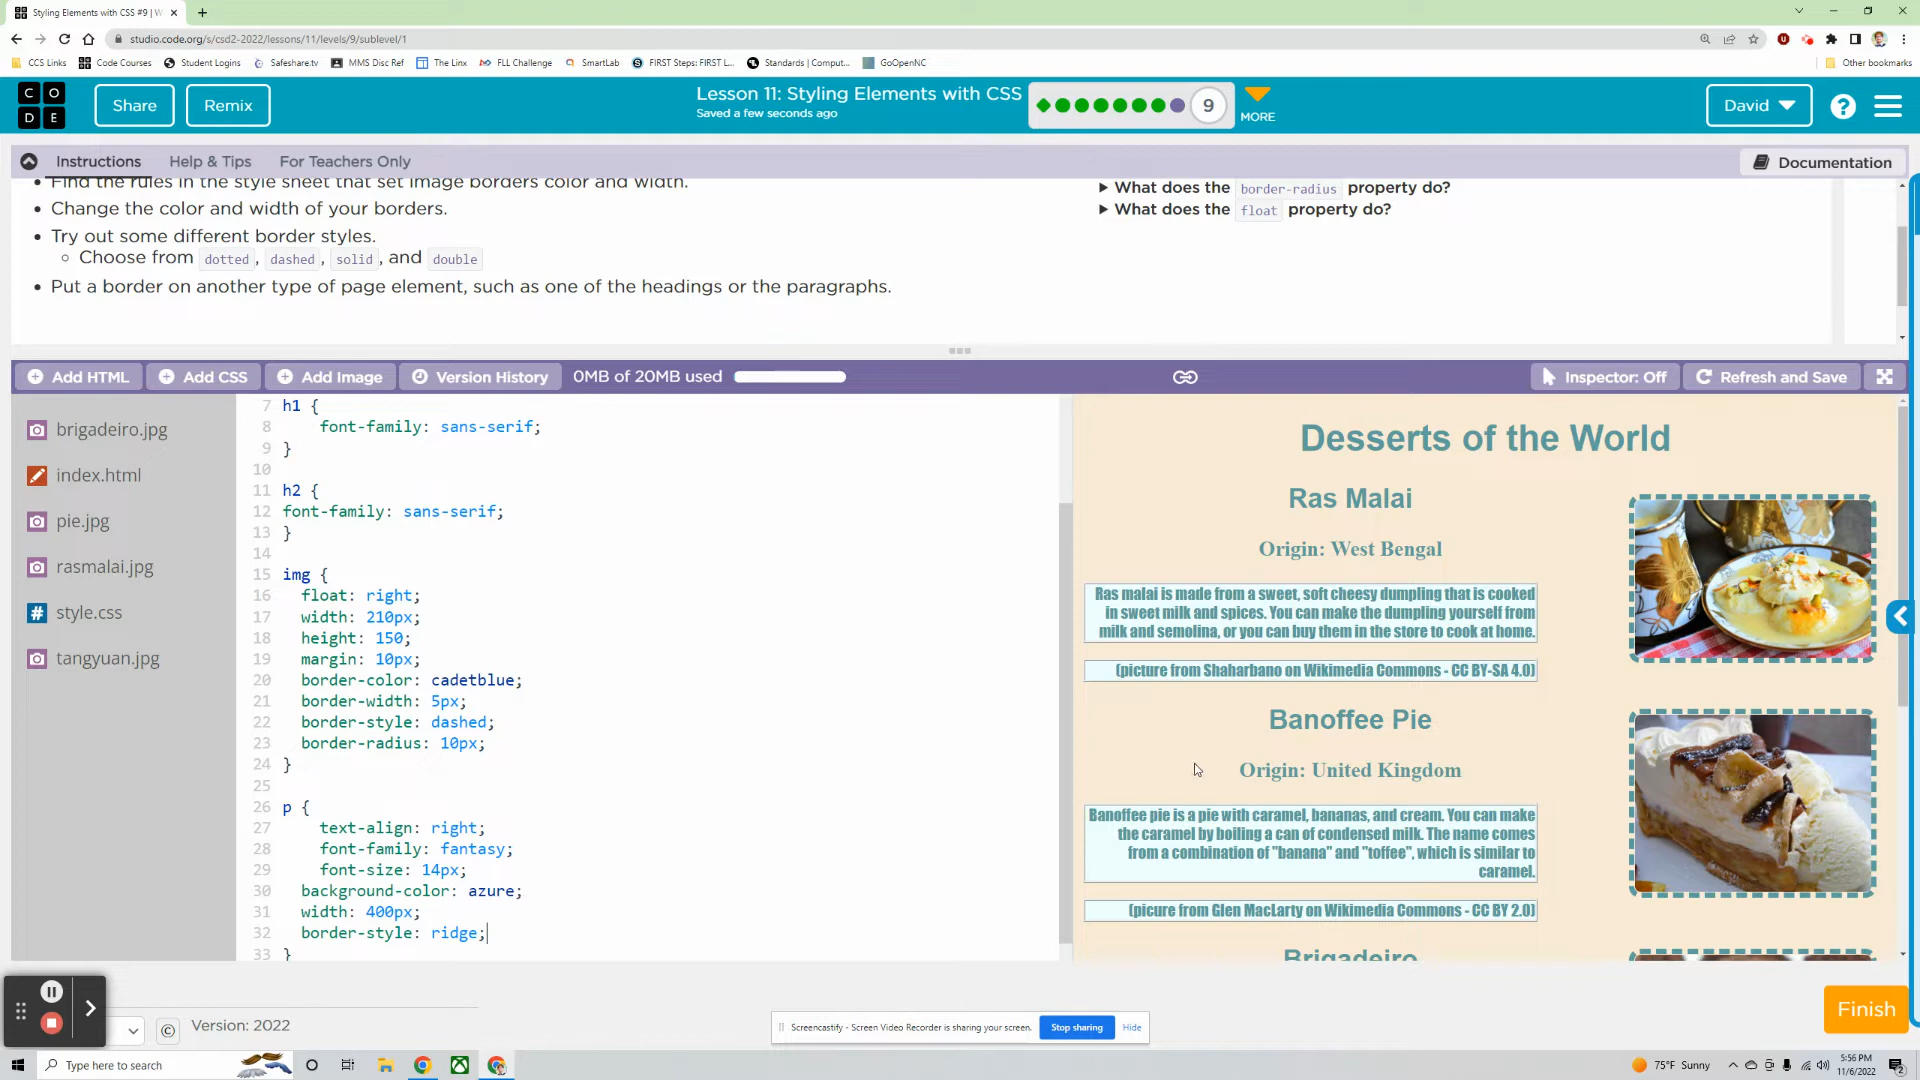 Styling Elements with CSS #9 | W
studio.code.org/s/csd2-2022/lessons/11/levels/9/sublevel/1
CCS Links Code Courses Student Logins Safeshare.tv MMS Disc Ref The Linx FLL Challenge SmartLab FIRST Steps: FIRST L... Standards | Comput... GoOpenNC Other bookmarks
CODE Share Remix Lesson 11: Styling Elements with CSS 9 MORE David ?
Saved a few seconds ago
Instructions Help & Tips For Teachers Only Documentation
Find the rules in the style sheet that set image borders color and width.
Change the color and width of your borders.
Try out some different border styles.
Choose from dotted, dashed, solid, and double
Put a border on another type of page element, such as one of the headings or the paragraphs.
What does the border-radius property do?
What does the float property do?
Add HTML Add CSS Add Image Version History 0MB of 20MB used Inspector: Off Refresh and Save
brigadeiro.jpg
index.html
pie.jpg
rasmalai.jpg
style.css
tangyuan.jpg
7 h1 {
8 font-family: sans-serif;
9 }
10
11 h2 {
12 font-family: sans-serif;
13 }
14
15 img {
16 float: right;
17 width: 210px;
18 height: 150;
19 margin: 10px;
20 border-color: cadetblue;
21 border-width: 5px;
22 border-style: dashed;
23 border-radius: 10px;
24 }
25
26 p {
27 text-align: right;
28 font-family: fantasy;
29 font-size: 14px;
30 background-color: azure;
31 width: 400px;
32 border-style: ridge;
33 }
Desserts of the World
Ras Malai
Origin: West Bengal
Ras malai is made from a sweet, soft cheesy dumpling that is cooked
in sweet milk and spices. You can make the dumpling yourself from
milk and semolina, or you can buy them in the store to cook at home.
(picture from Shaharbano on Wikimedia Commons - CC BY-SA 4.0)
Banoffee Pie
Origin: United Kingdom
Banoffee pie is a pie with caramel, bananas, and cream. You can make
the caramel by boiling a can of condensed milk. The name comes
from a combination of "banana" and "toffee", which is similar to
caramel.
(picure from Glen MacLarty on Wikimedia Commons - CC BY 2.0)
Brigadeiro
Finish
© Version: 2022
Screencastify - Screen Video Recorder is sharing your screen. Stop sharing Hide
Type here to search 75°F Sunny 5:56 PM
11/6/2022